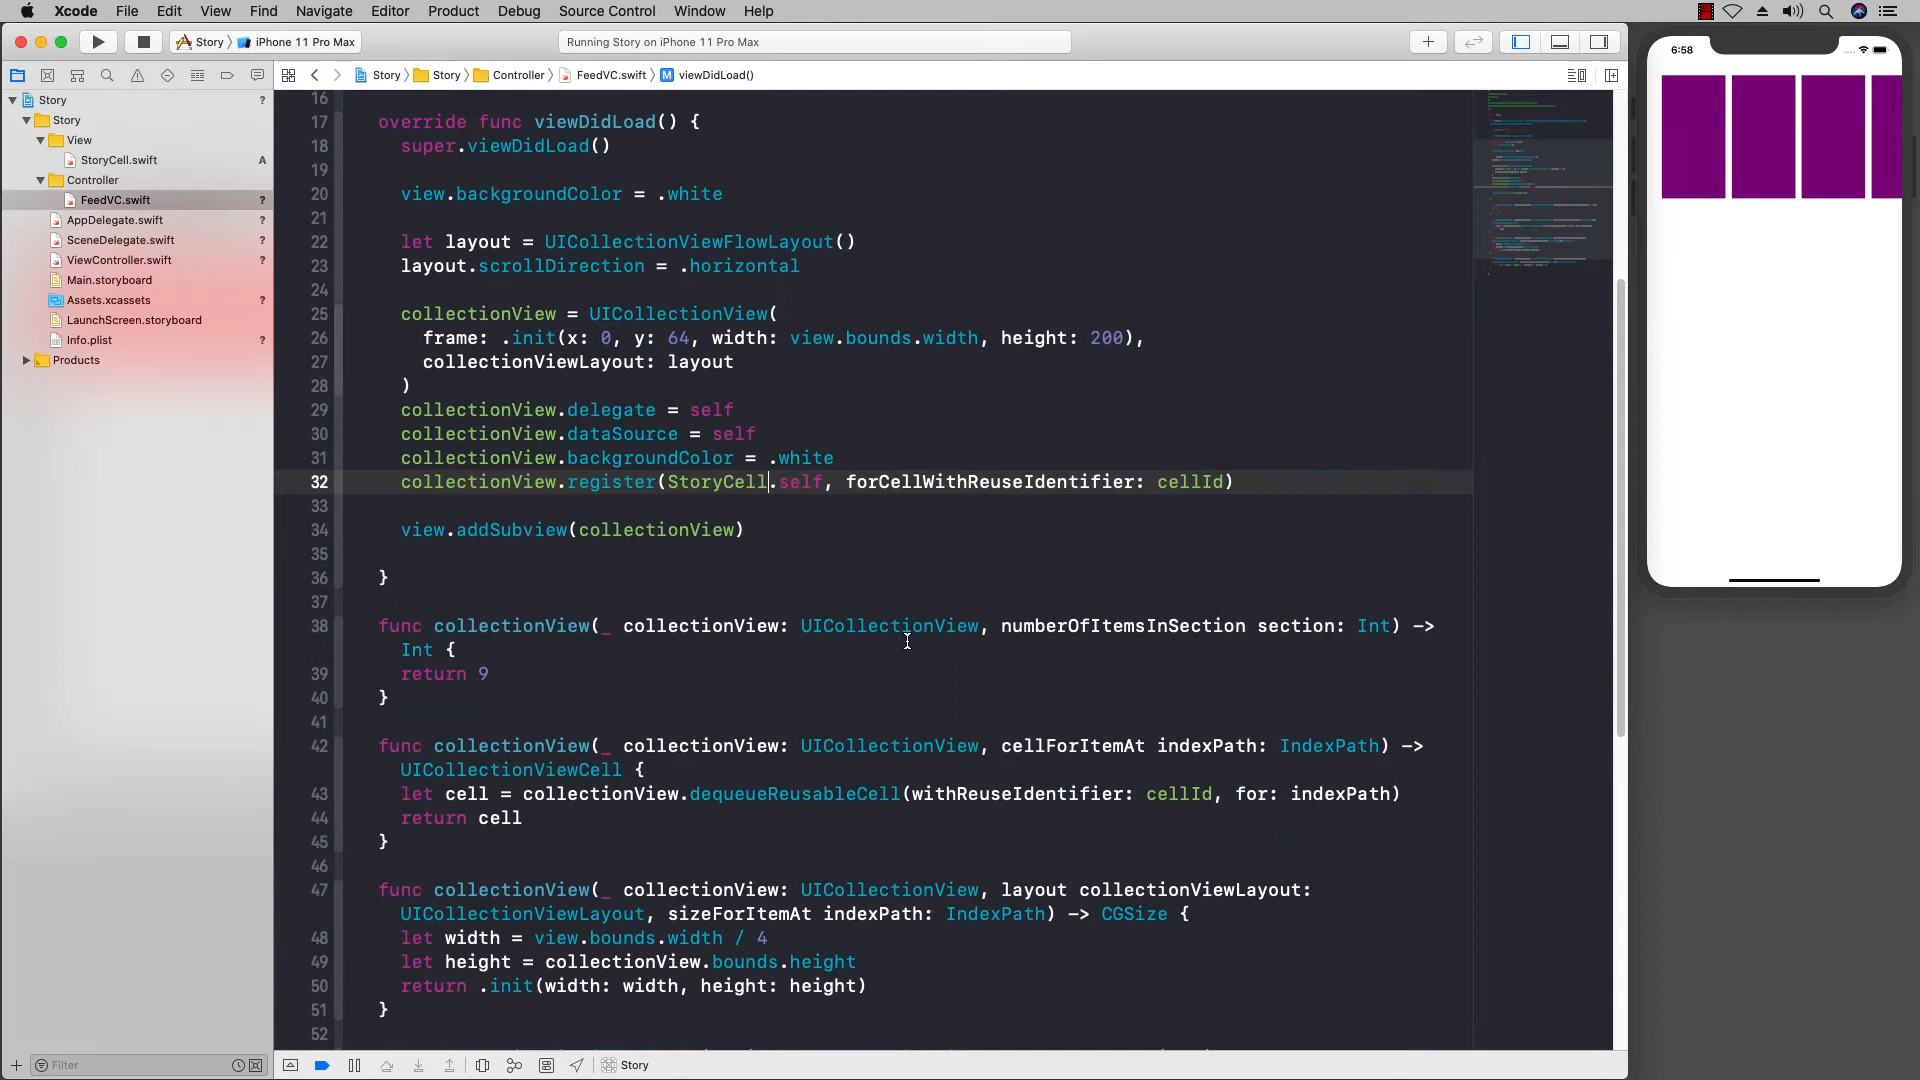 Xcode File Edit View Find Navigate Editor Product Debug Source Control Window Help
Story iPhone 11 Pro Max
Running Story on iPhone 11 Pro Max
6:58
Story Story Controller FeedVC.swift M viewDidLoad()
Story ?
Story
View
StoryCell.swift A
Controller
FeedVC.swift ?
AppDelegate.swift ?
SceneDelegate.swift ?
ViewController.swift ?
Main.storyboard
Assets.xcassets ?
LaunchScreen.storyboard
Info.plist ?
Products
16
17 override func viewDidLoad() {
18 super.viewDidLoad()
19
20 view.backgroundColor = .white
21
22 let layout = UICollectionViewFlowLayout()
23 layout.scrollDirection = .horizontal
24
25 collectionView = UICollectionView(
26 frame: .init(x: 0, y: 64, width: view.bounds.width, height: 200),
27 collectionViewLayout: layout
28 )
29 collectionView.delegate = self
30 collectionView.dataSource = self
31 collectionView.backgroundColor = .white
32 collectionView.register(StoryCell.self, forCellWithReuseIdentifier: cellId)
33
34 view.addSubview(collectionView)
35
36 }
37
38 func collectionView(_ collectionView: UICollectionView, numberOfItemsInSection section: Int) ->
Int {
39 return 9
40 }
41
42 func collectionView(_ collectionView: UICollectionView, cellForItemAt indexPath: IndexPath) ->
UICollectionViewCell {
43 let cell = collectionView.dequeueReusableCell(withReuseIdentifier: cellId, for: indexPath)
44 return cell
45 }
46
47 func collectionView(_ collectionView: UICollectionView, layout collectionViewLayout:
UICollectionViewLayout, sizeForItemAt indexPath: IndexPath) -> CGSize {
48 let width = view.bounds.width / 4
49 let height = collectionView.bounds.height
50 return .init(width: width, height: height)
51 }
52
Filter
Story